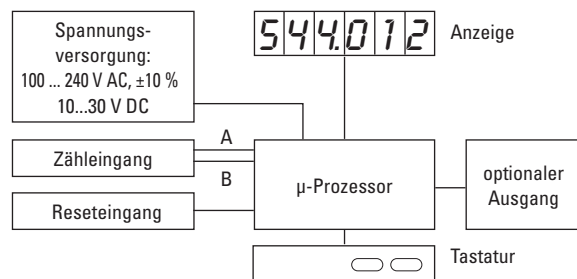 Spannungs-
versorgung:
100 ... 240 V AC, ±10 %
10...30 V DC
544.012
Anzeige
A
Zähleingang
B
Reseteingang
µ-Prozessor
optionaler
Ausgang
Tastatur